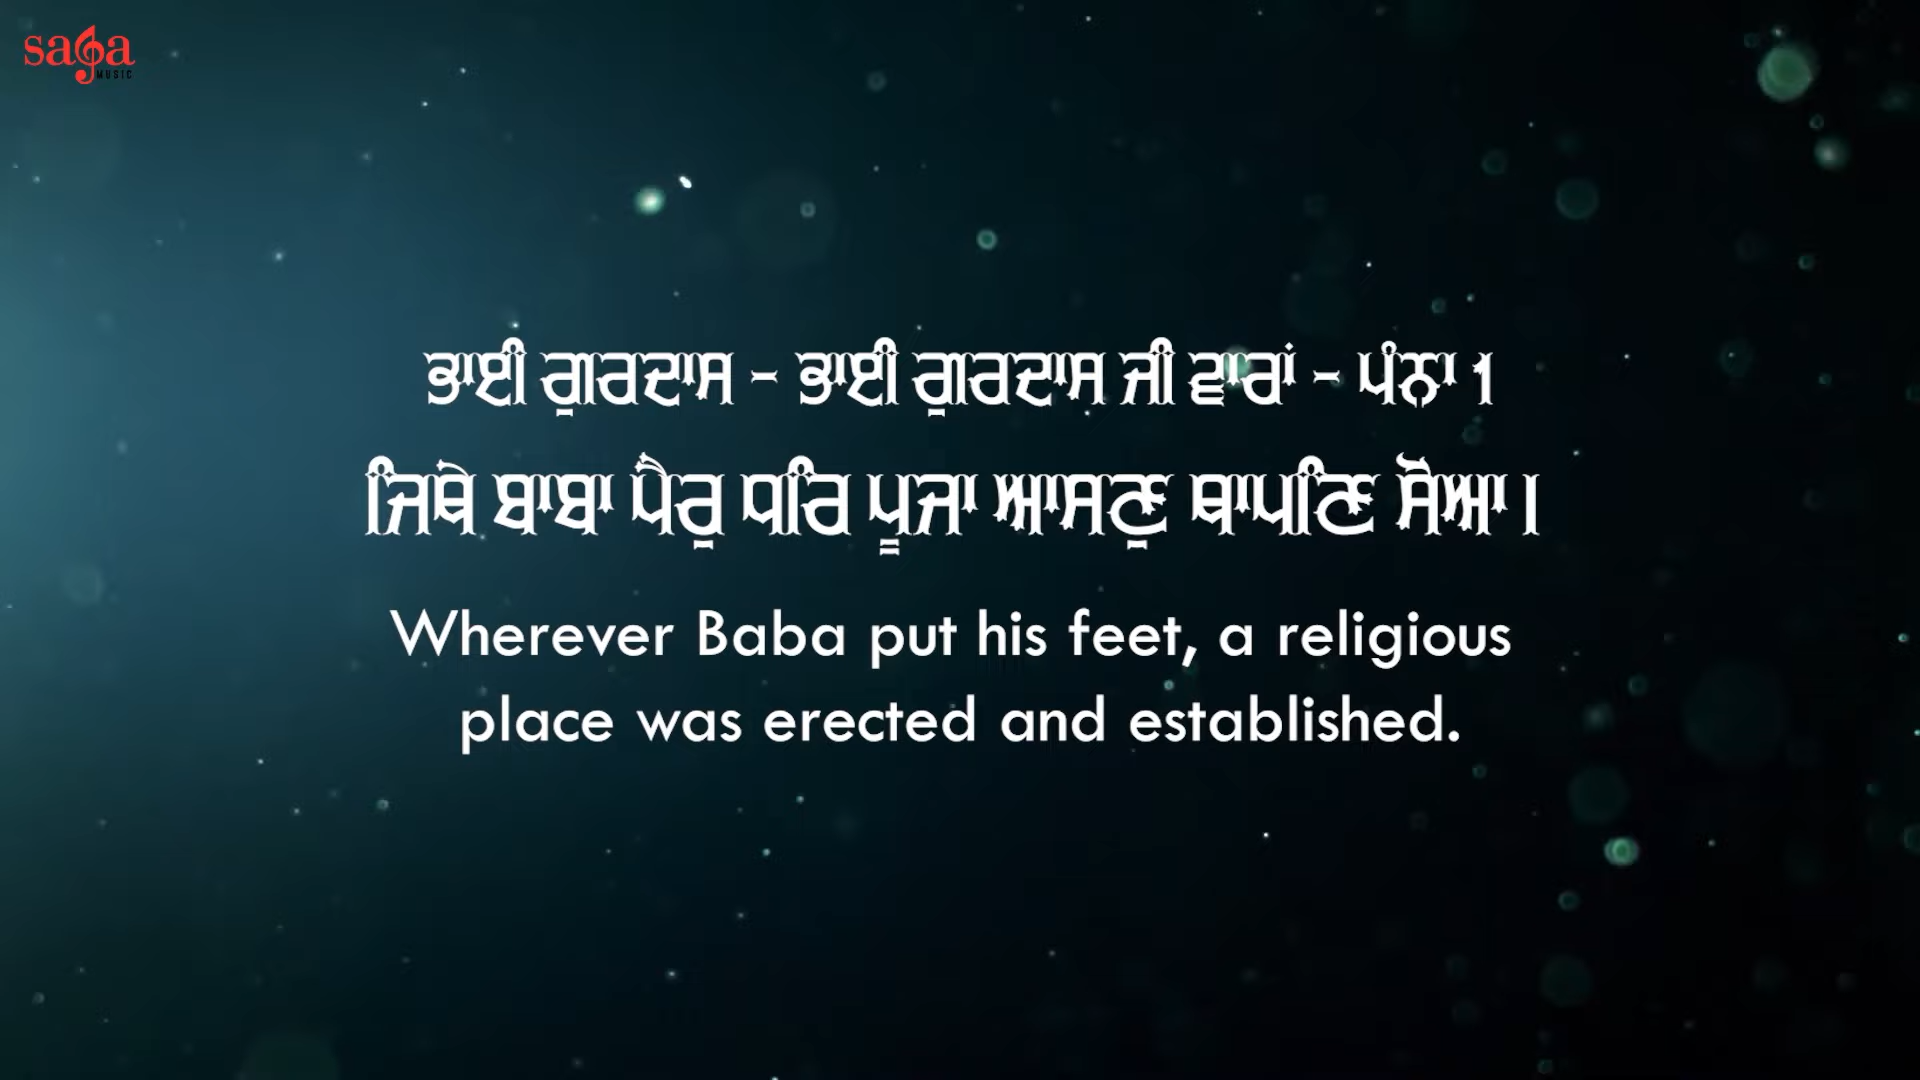 saga
MUSIC
ਭਾਈ ਗੁਰਦਾਸ - ਭਾਈ ਗੁਰਦਾਸ ਜੀ ਵਾਰਾਂ - ਪੰਨਾ 1
ਜਿਥੇ ਬਾਬਾ ਪੈਰੁ ਧਰਿ ਪੂਜਾ ਆਸਣੁ ਥਾਪਣਿ ਸੋਆ।
Wherever Baba put his feet, a religious
place was erected and established.